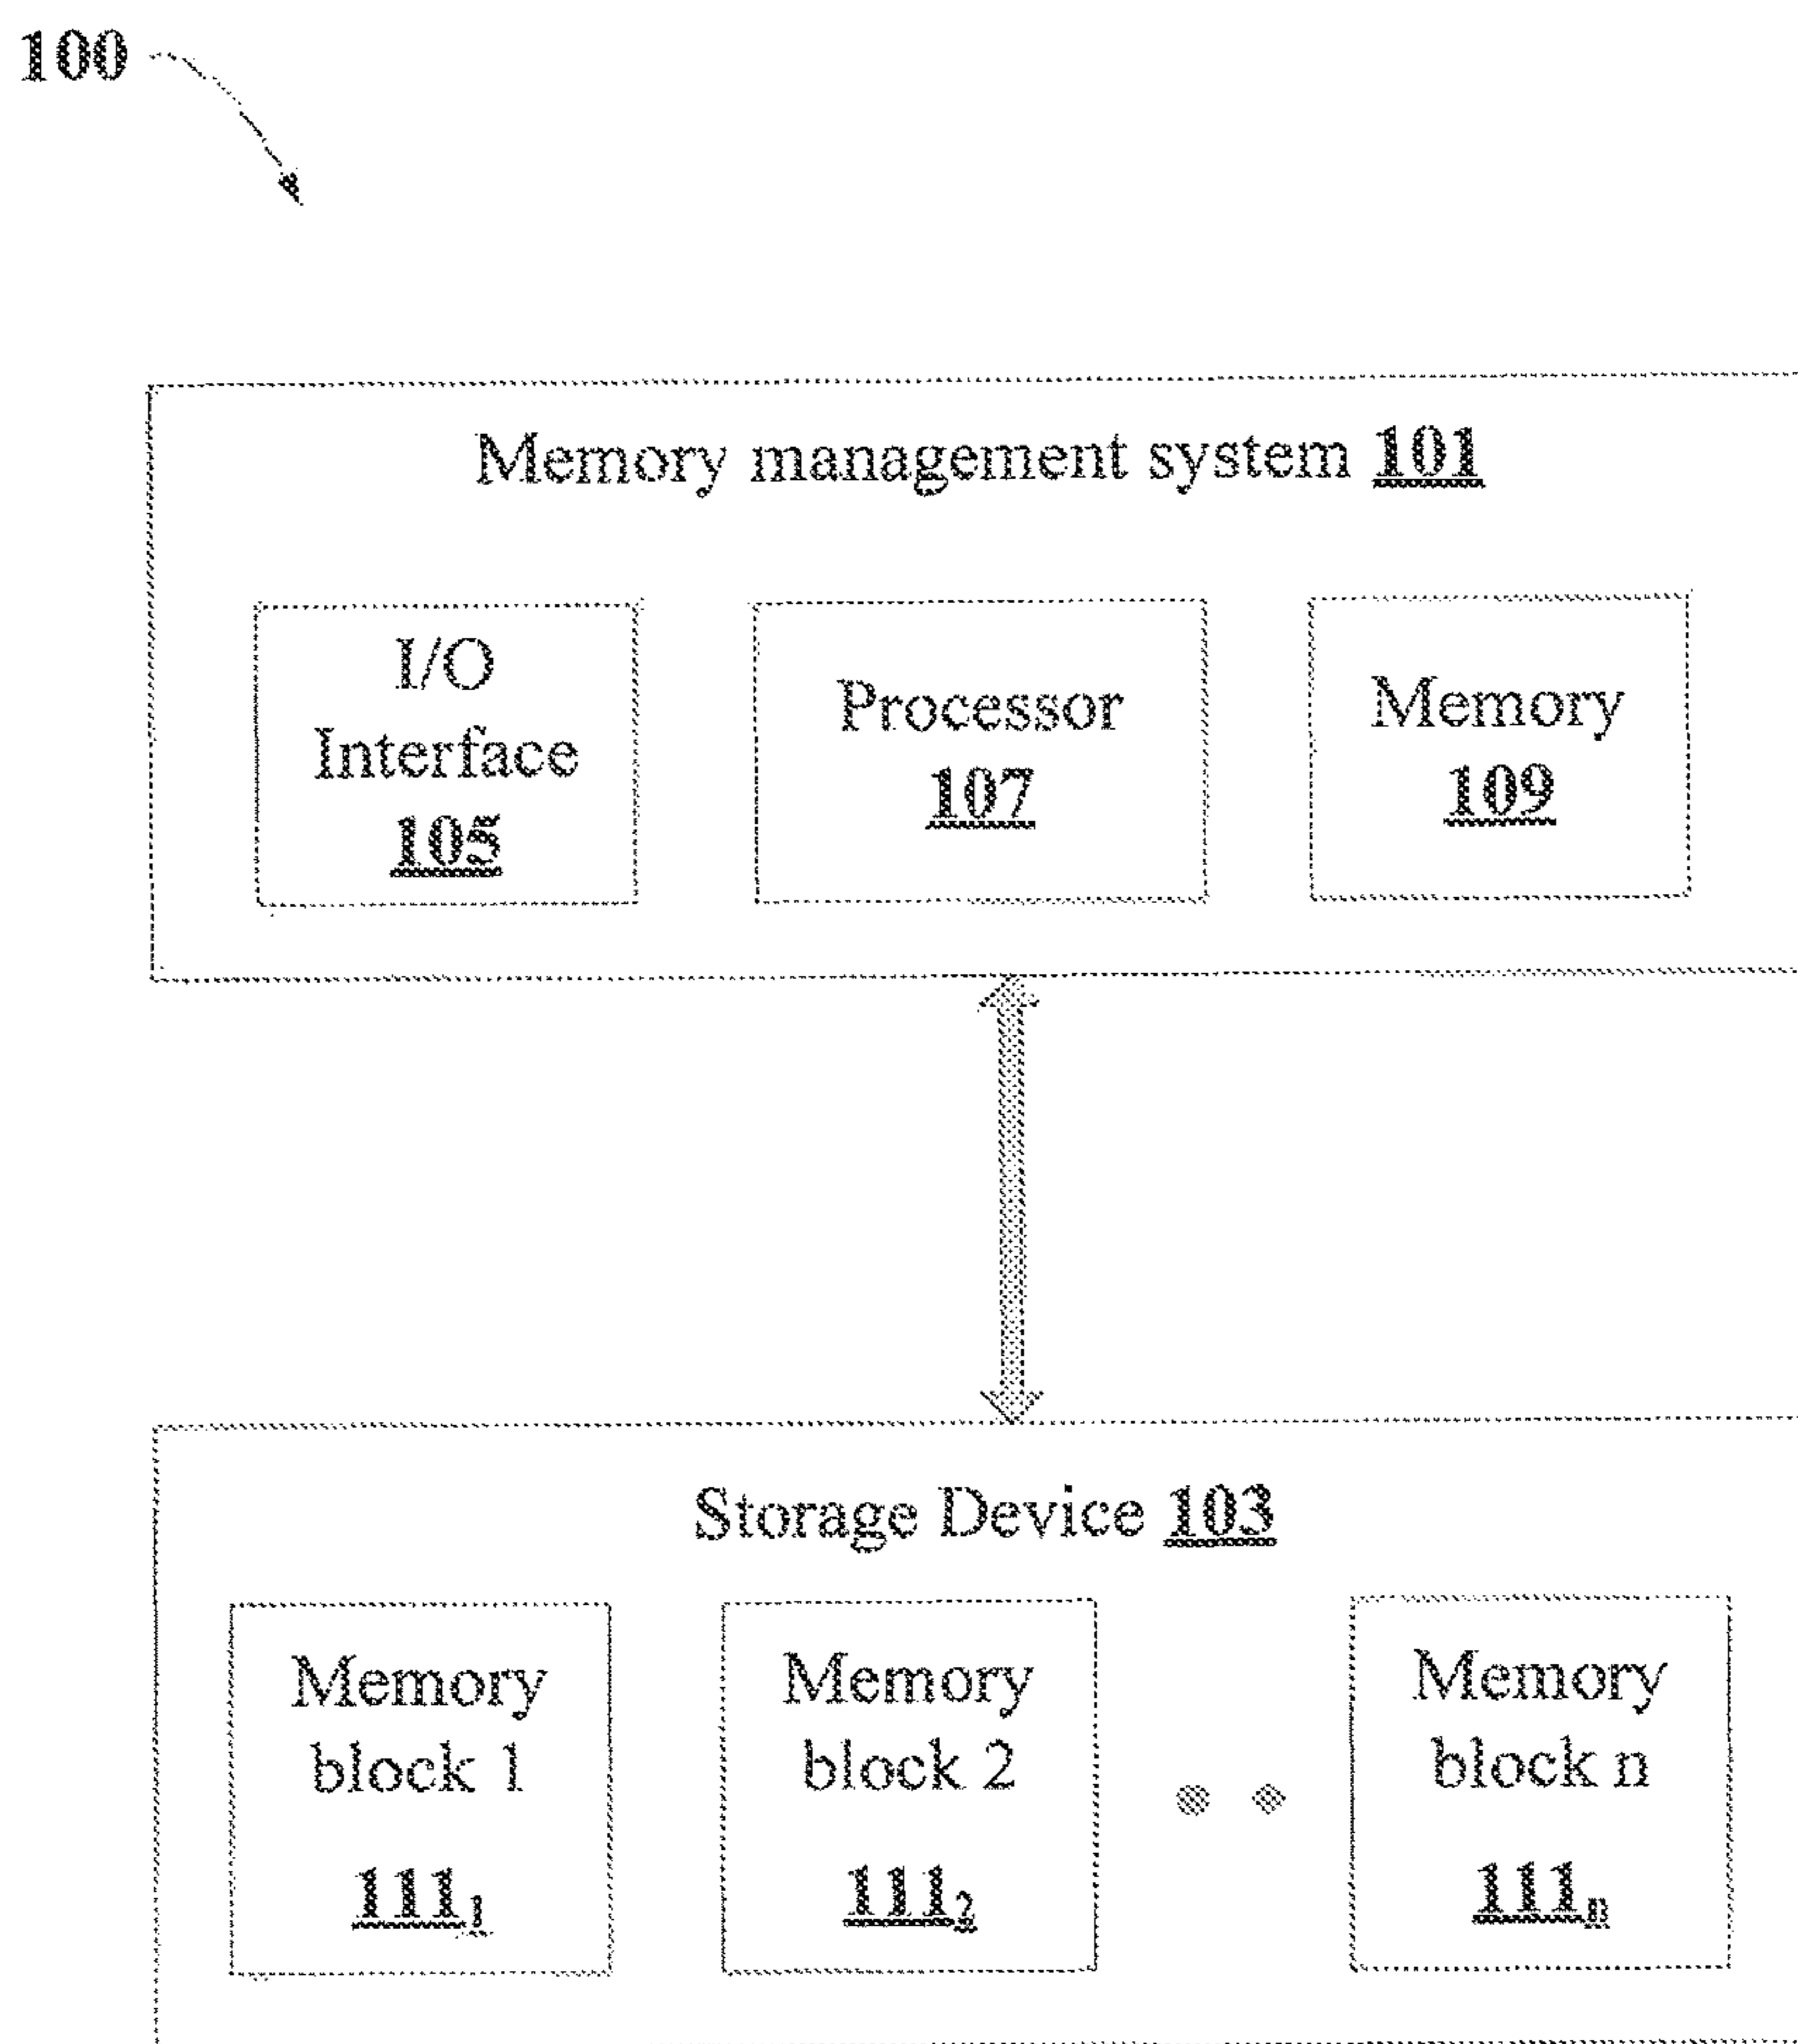 100
Memory management system 101
I/O
Interface
105
Processor
107
Memory
109
Storage Device 103
Memory
block 1
111₁
Memory
block 2
111₂
Memory
block n
111ₙ